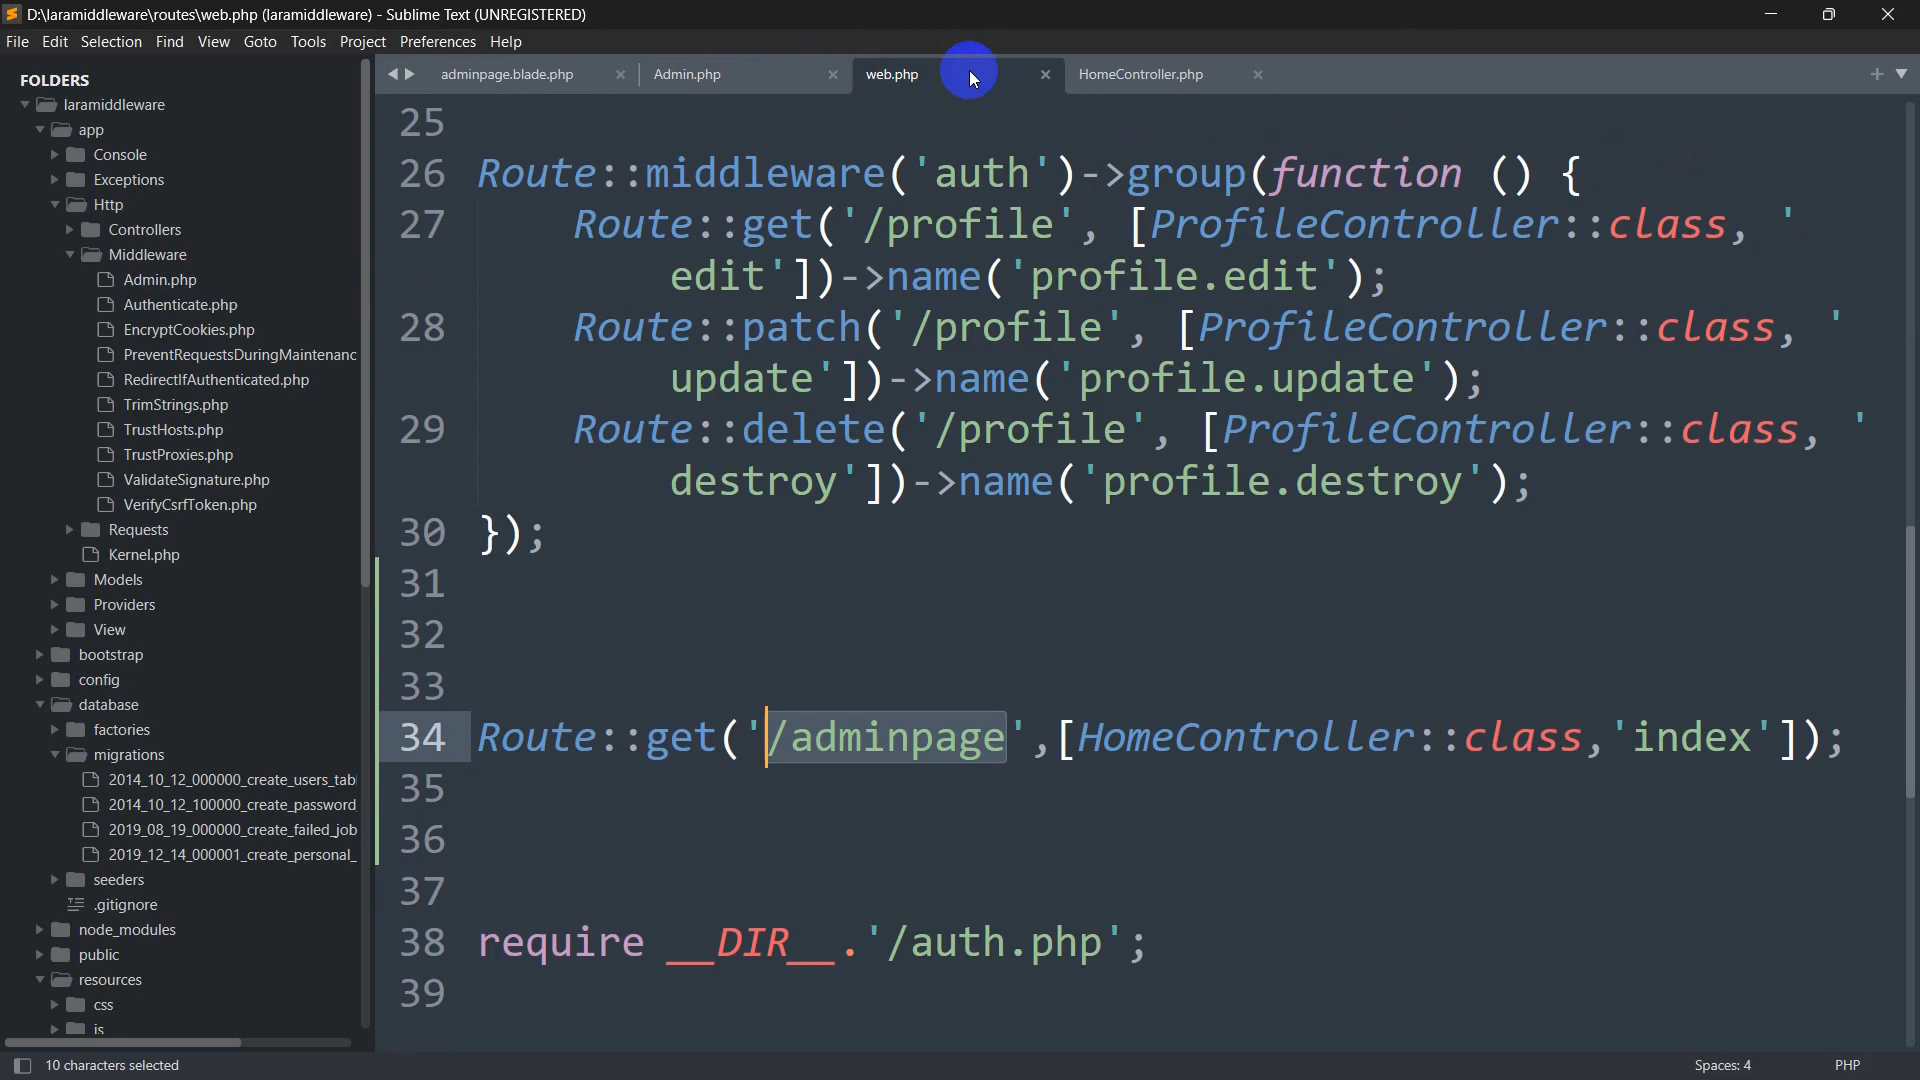 D:\laramiddleware\routes\web.php (laramiddleware) - Sublime Text (UNREGISTERED)
File Edit Selection Find View Goto Tools Project Preferences Help
FOLDERS
laramiddleware
app
Console
Exceptions
Http
Controllers
Middleware
Admin.php
Authenticate.php
EncryptCookies.php
PreventRequestsDuringMaintenanc
RedirectIfAuthenticated.php
TrimStrings.php
TrustHosts.php
TrustProxies.php
ValidateSignature.php
VerifyCsrfToken.php
Requests
Kernel.php
Models
Providers
View
bootstrap
config
database
factories
migrations
2014_10_12_000000_create_users_tab
2014_10_12_100000_create_password
2019_08_19_000000_create_failed_job
2019_12_14_000001_create_personal_
seeders
.gitignore
node_modules
public
resources
css
js
adminpage.blade.php Admin.php web.php HomeController.php
25
26 Route::middleware('auth')->group(function () {
27 Route::get('/profile', [ProfileController::class, '
edit'])->name('profile.edit');
28 Route::patch('/profile', [ProfileController::class, '
update'])->name('profile.update');
29 Route::delete('/profile', [ProfileController::class, '
destroy'])->name('profile.destroy');
30 });
31
32
33
34 Route::get('/adminpage',[HomeController::class,'index']);
35
36
37
38 require __DIR__.'/auth.php';
39
10 characters selected Spaces: 4 PHP